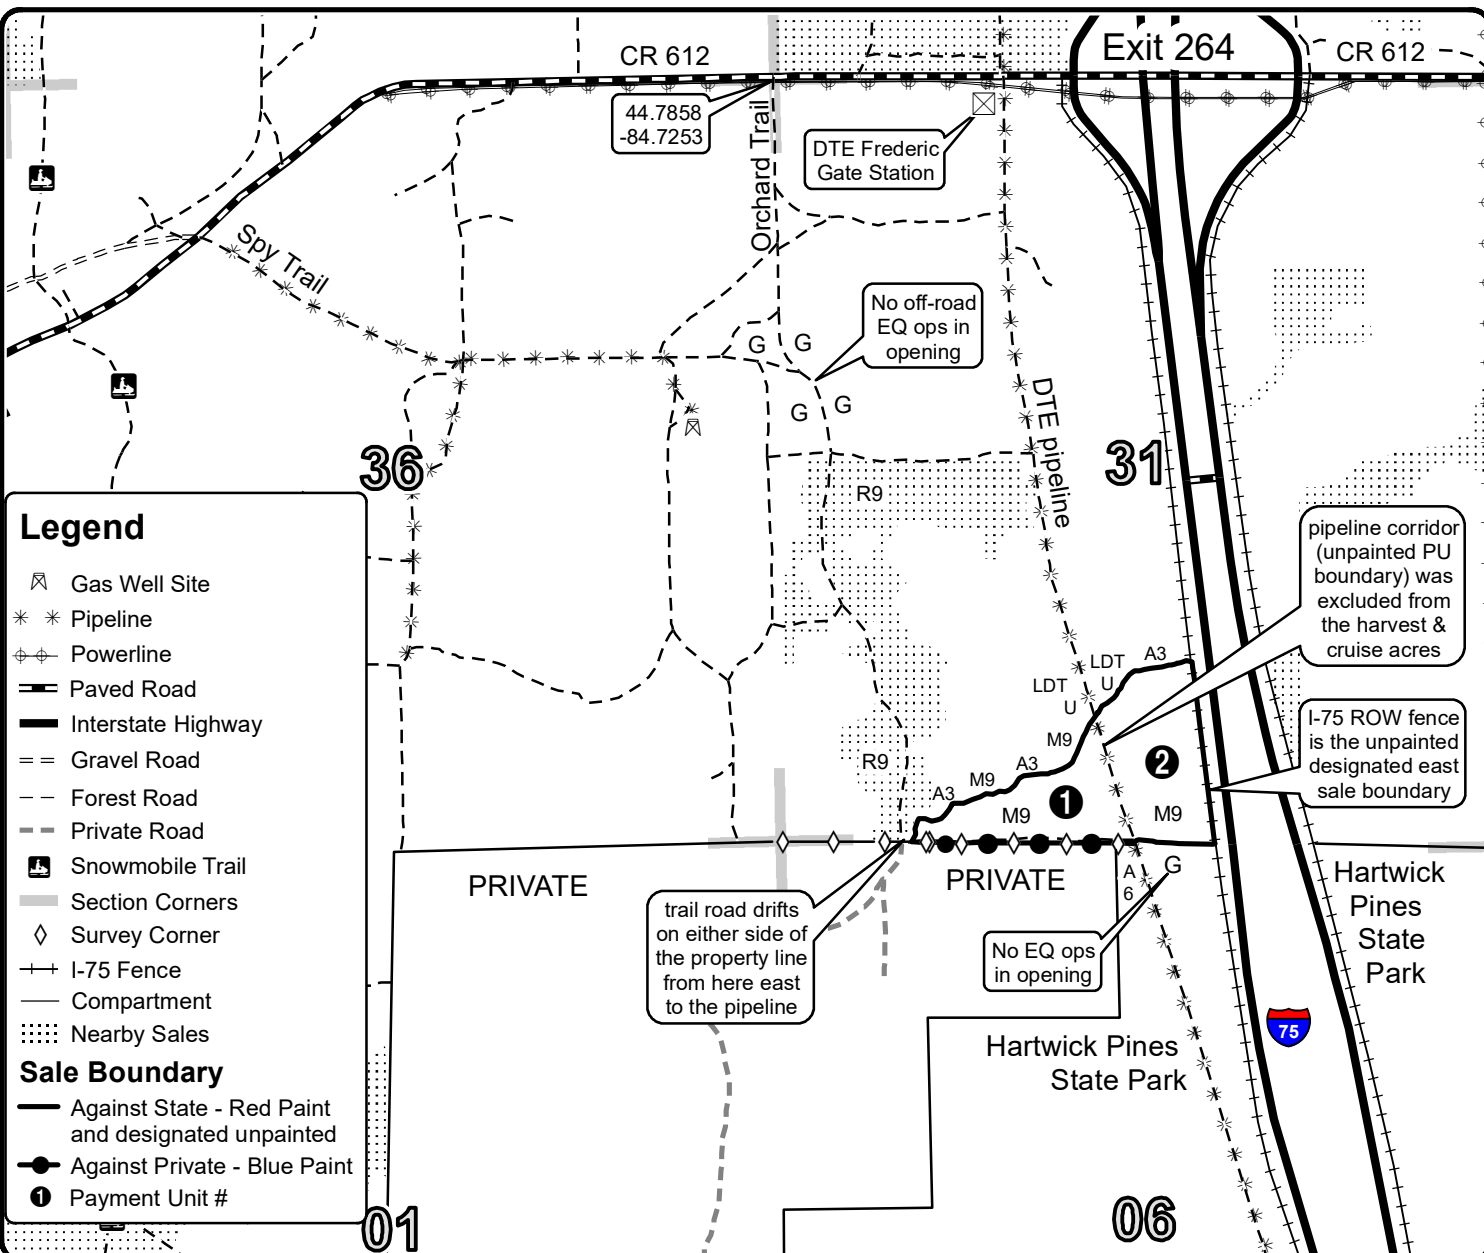 CR 612
Exit 264
CR 612
44.7858
-84.7253
Orchard Trail
DTE Frederic
Gate Station
Spy Trail
No off-road
EQ ops in
opening
G
G
G
G
DTE pipeline
36
31
R9
Legend
Gas Well Site
Pipeline
Powerline
Paved Road
Interstate Highway
Gravel Road
Forest Road
Private Road
Snowmobile Trail
Section Corners
Survey Corner
I-75 Fence
Compartment
Nearby Sales
Sale Boundary
Against State - Red Paint
and designated unpainted
Against Private - Blue Paint
1 Payment Unit #
pipeline corridor
(unpainted PU
boundary) was
excluded from
the harvest &
cruise acres
LDT
U
A3
LDT
U
M9
R9
A3
M9
A3
M9
1
2
M9
I-75 ROW fence
is the unpainted
designated east
sale boundary
PRIVATE
PRIVATE
A
6
G
Hartwick
Pines
State
Park
trail road drifts
on either side of
the property line
from here east
to the pipeline
No EQ ops
in opening
75
Hartwick Pines
State Park
01
06